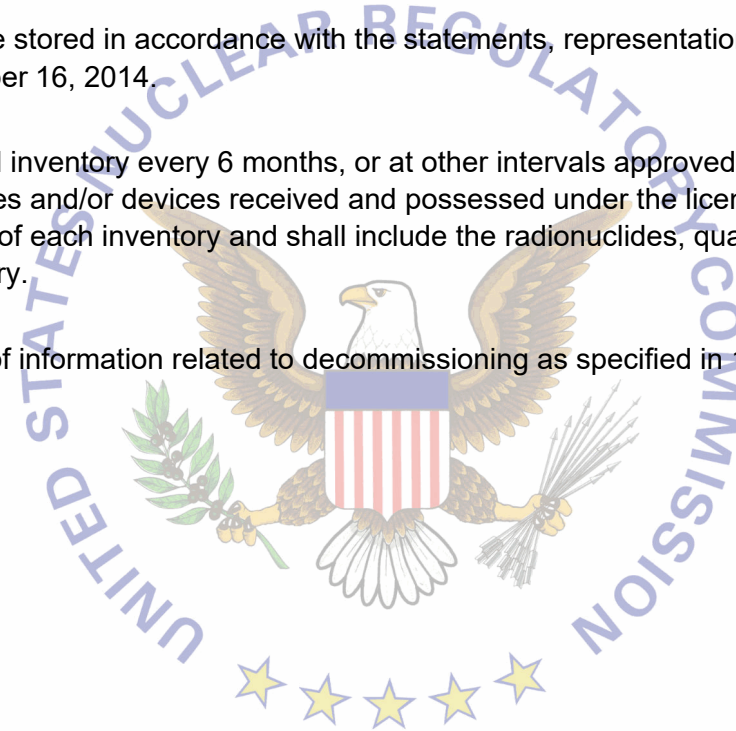 e stored in accordance with the statements, representatio
er 16, 2014.
inventory every 6 months, or at other intervals approved
es and/or devices received and possessed under the licen
of each inventory and shall include the radionuclides, qua
ry.
of information related to decommissioning as specified in
UNITED STATES NUCLEAR REGULATORY COMMISSION